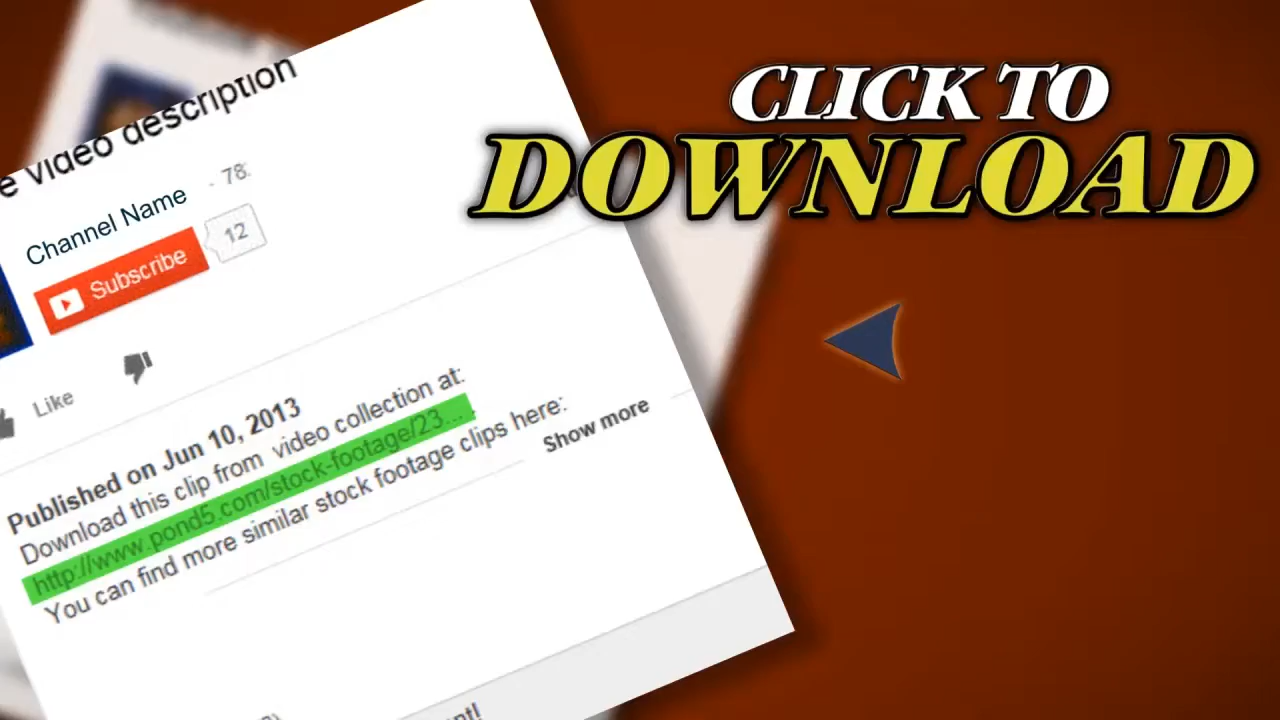 CLICK TO
DOWNLOAD
e video description
Channel Name
Subscribe
12
Like
Published on Jun 10, 2013
Download this clip from video collection at:
http://www.pond5.com/stock-footage/23...
You can find more similar stock footage clips here:
Show more